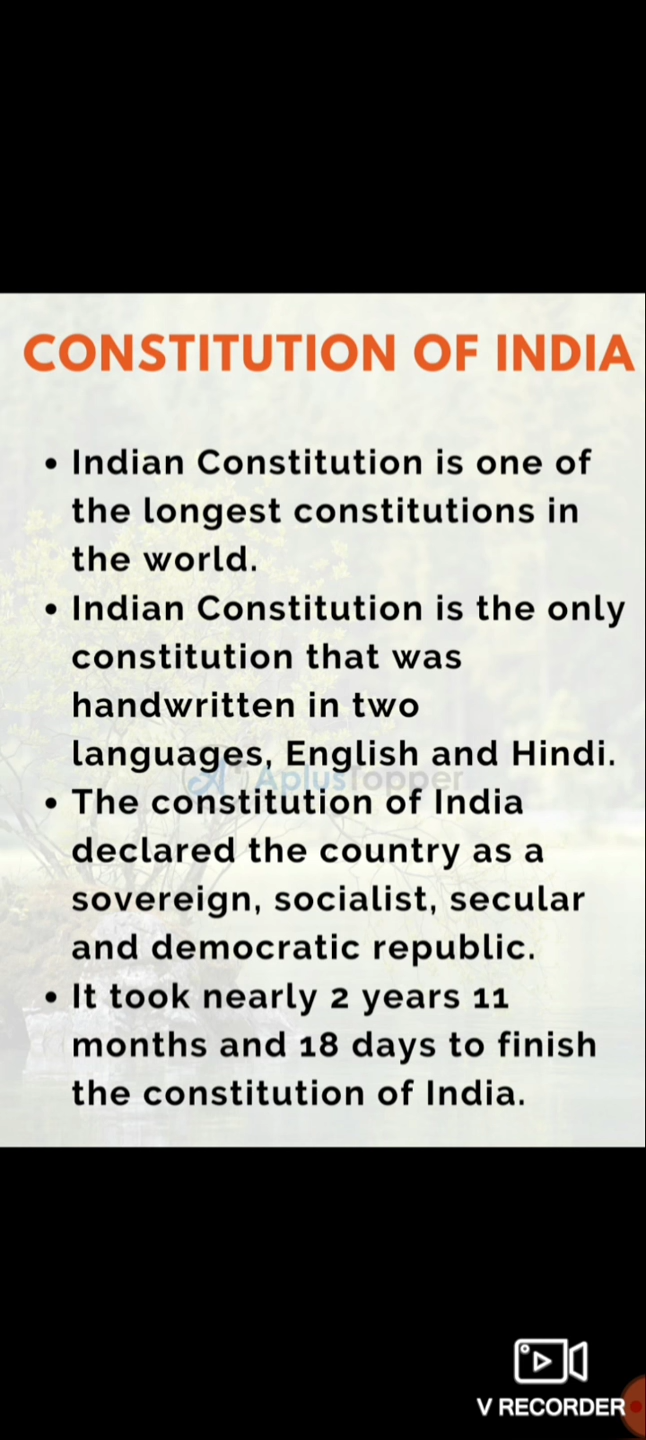 CONSTITUTION OF INDIA
• Indian Constitution is one of
the longest constitutions in
the world.
• Indian Constitution is the only
constitution that was
handwritten in two
languages, English and Hindi.
AplusTopper
• The constitution of India
declared the country as a
sovereign, socialist, secular
and democratic republic.
• It took nearly 2 years 11
months and 18 days to finish
the constitution of India.
V RECORDER